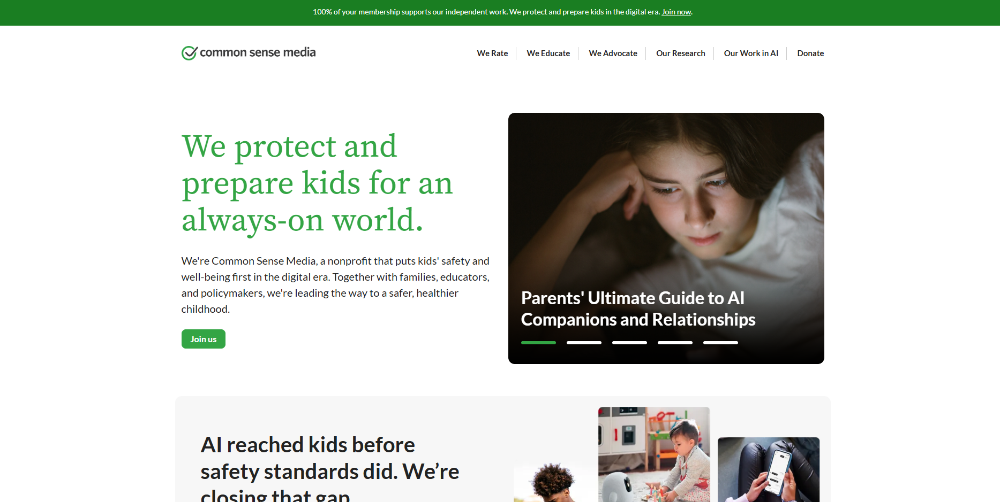 100% of your membership supports our independent work. We protect and prepare kids in the digital era. Join now.
common sense media
We Rate
We Educate
We Advocate
Our Research
Our Work in AI
Donate
We protect and
prepare kids for an
always-on world.
We're Common Sense Media, a nonprofit that puts kids' safety and
well-being first in the digital era. Together with families, educators,
and policymakers, we're leading the way to a safer, healthier
childhood.
Join us
Parents' Ultimate Guide to AI
Companions and Relationships
AI reached kids before
safety standards did. We’re
closing that gap.